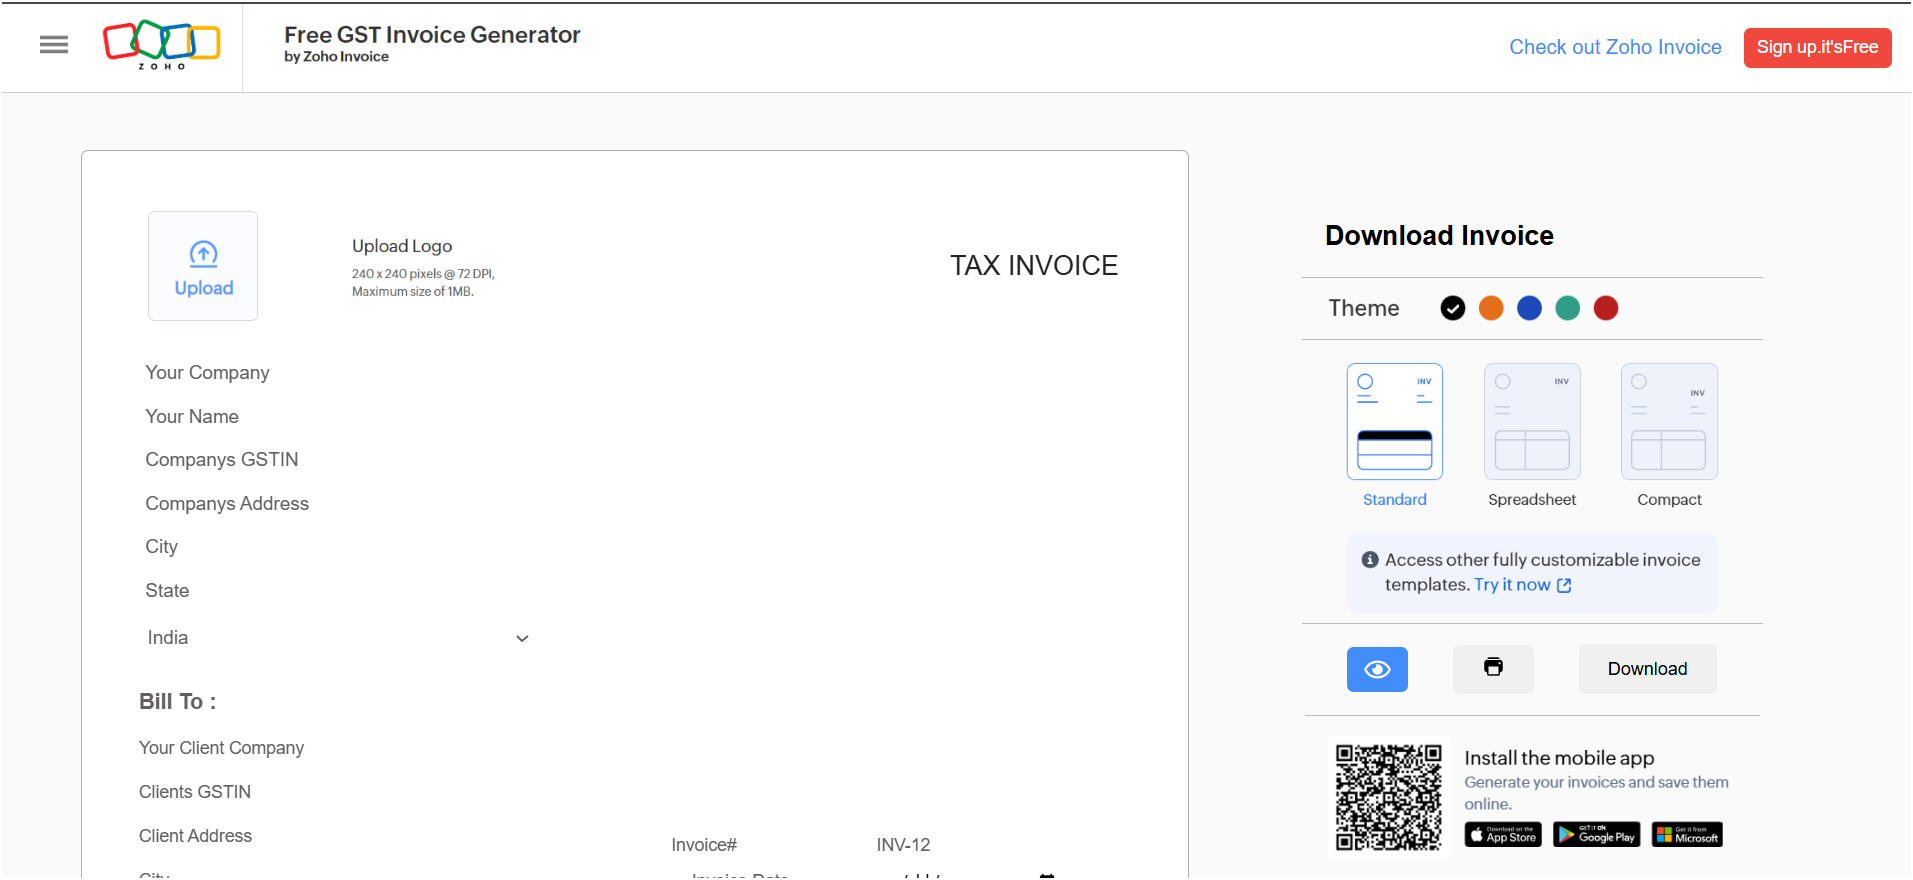 ZOHO
Free GST Invoice Generator
by Zoho Invoice
Check out Zoho Invoice
Sign up.it'sFree
Upload
Upload Logo
240 x 240 pixels @ 72 DPI,
Maximum size of 1MB.
TAX INVOICE
Your Company
Your Name
Companys GSTIN
Companys Address
City
State
India
Bill To :
Your Client Company
Clients GSTIN
Client Address
City
Invoice#
INV-12
Invoice Date
Download Invoice
Theme
INV
INV
INV
Standard
Spreadsheet
Compact
Access other fully customizable invoice
templates. Try it now
Download
Install the mobile app
Generate your invoices and save them
online.
Download on the
App Store
GET IT ON
Google Play
Get it from
Microsoft